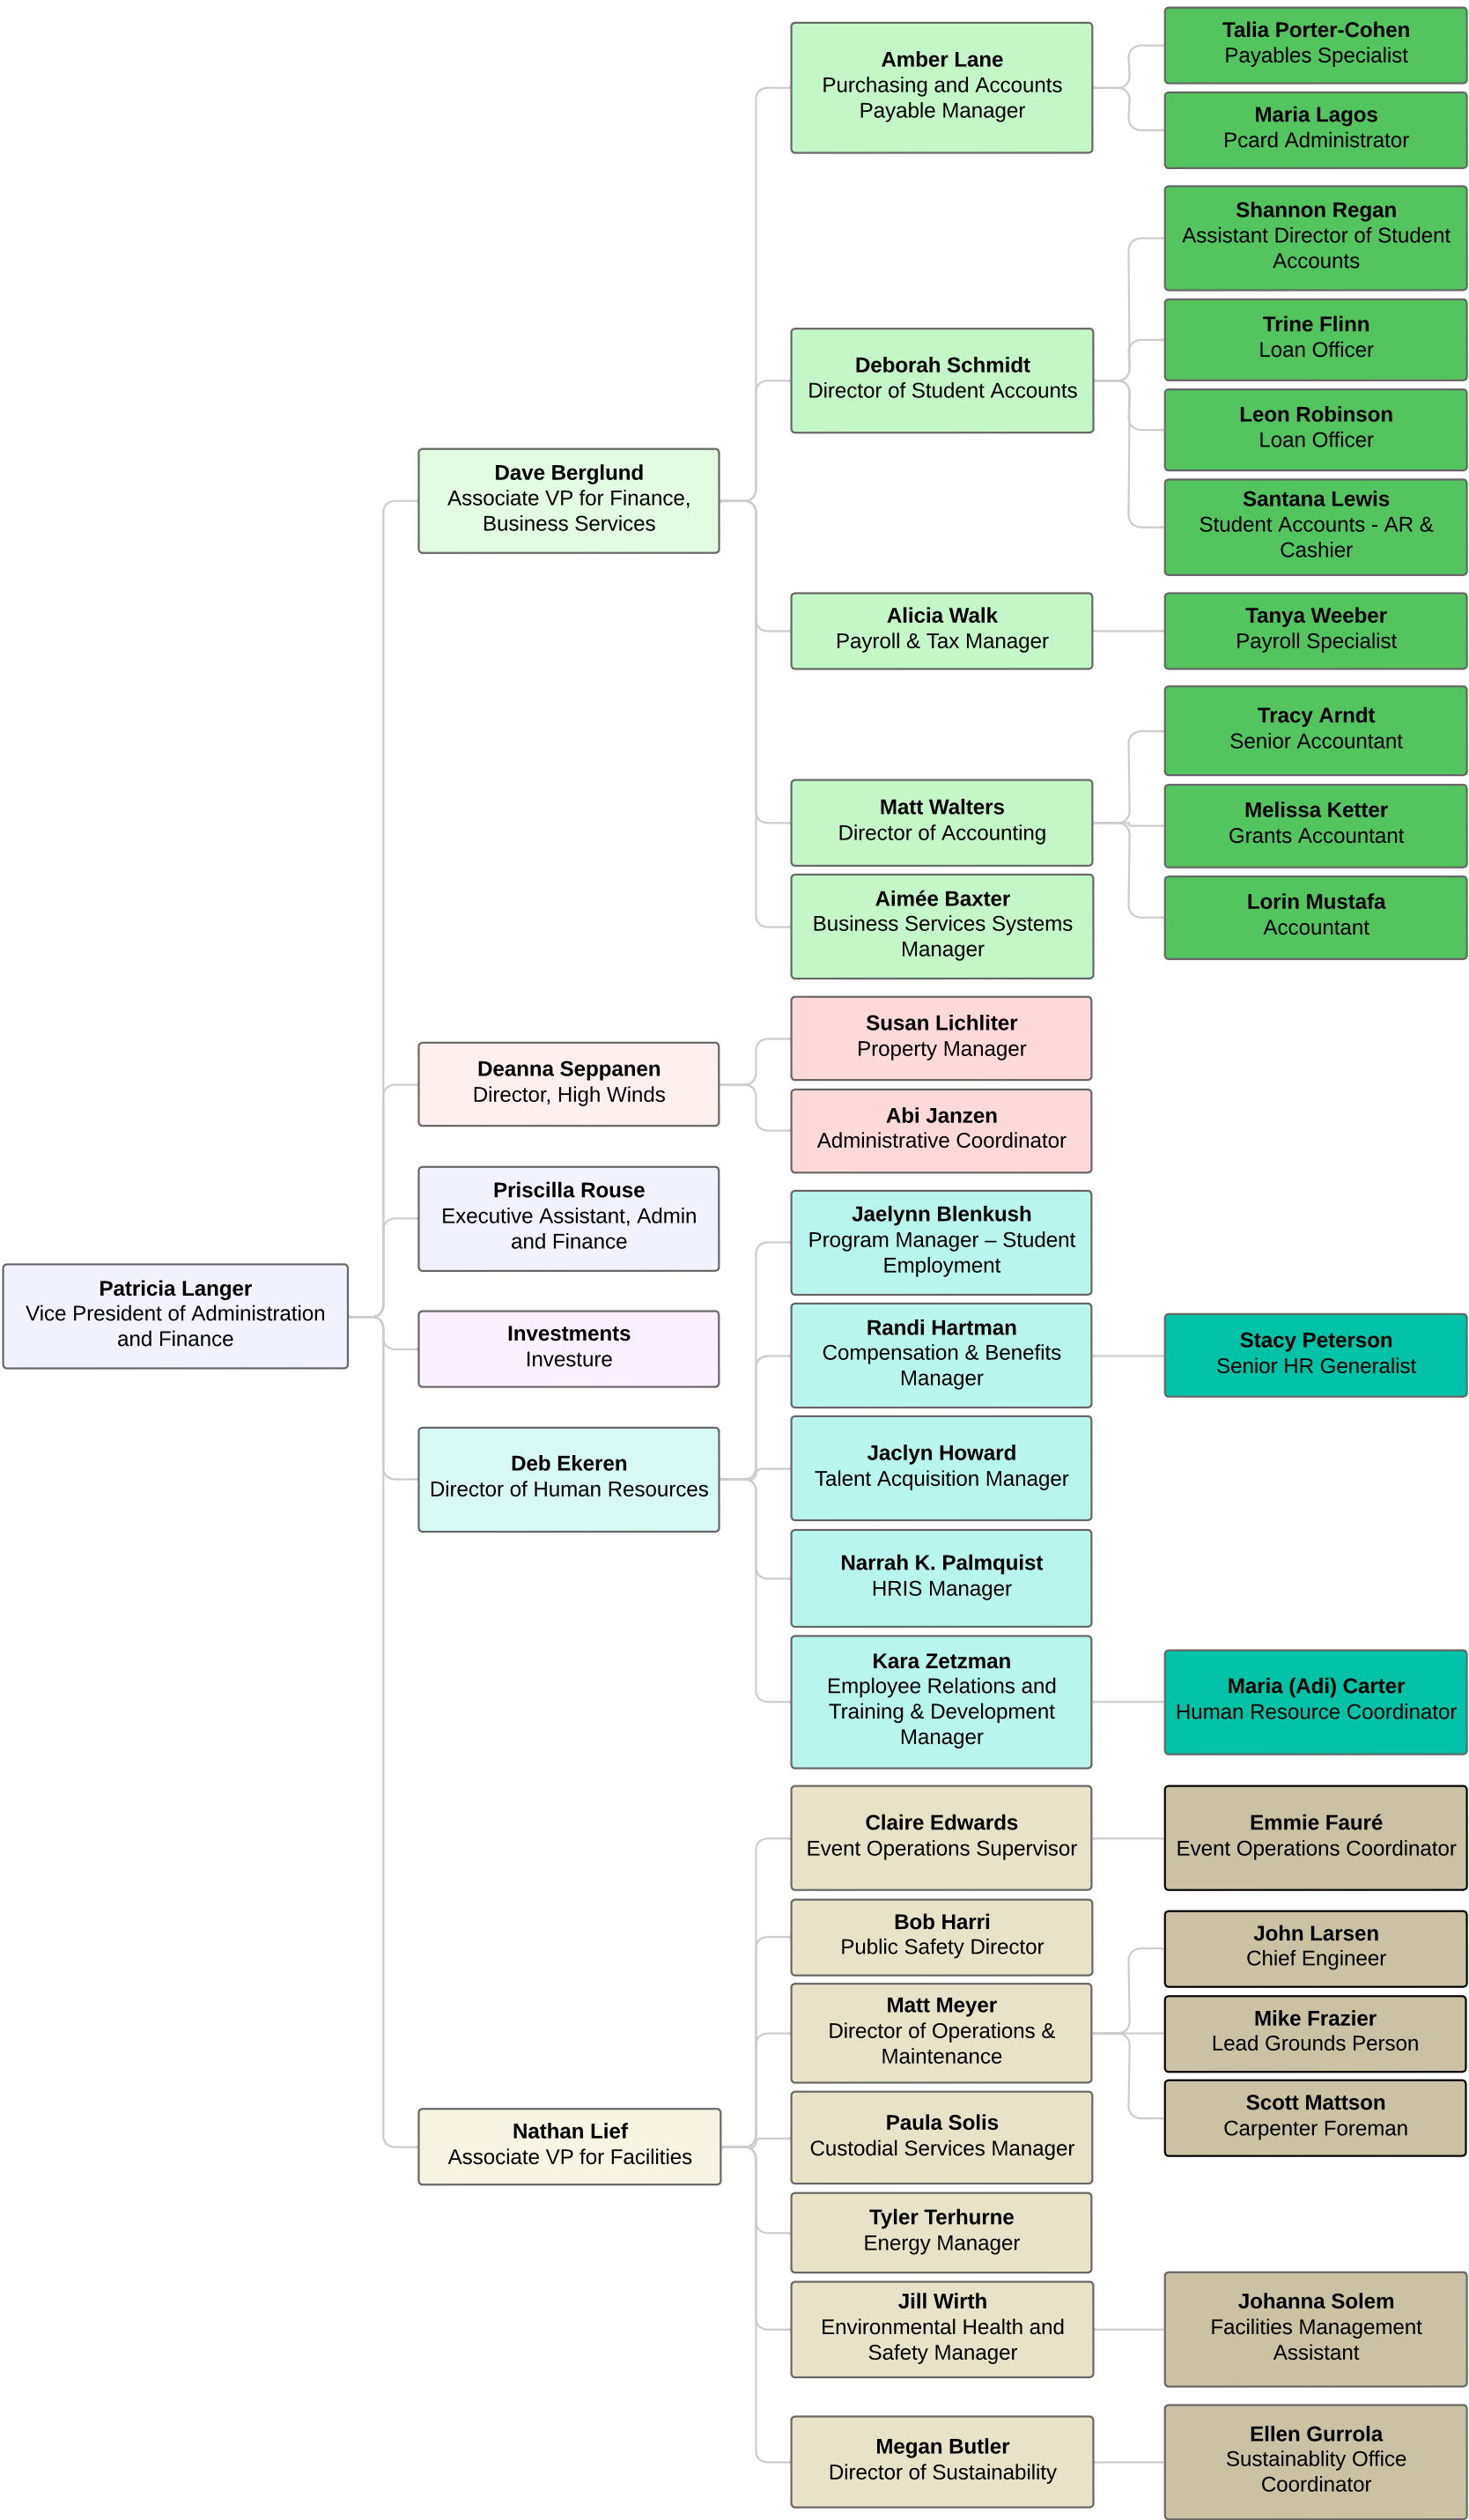 Patricia Langer
Vice President of Administration
and Finance
Dave Berglund
Associate VP for Finance,
Business Services
Amber Lane
Purchasing and Accounts
Payable Manager
Talia Porter-Cohen
Payables Specialist
Maria Lagos
Pcard Administrator
Deborah Schmidt
Director of Student Accounts
Shannon Regan
Assistant Director of Student
Accounts
Trine Flinn
Loan Officer
Leon Robinson
Loan Officer
Santana Lewis
Student Accounts - AR &
Cashier
Alicia Walk
Payroll & Tax Manager
Tanya Weeber
Payroll Specialist
Matt Walters
Director of Accounting
Tracy Arndt
Senior Accountant
Melissa Ketter
Grants Accountant
Lorin Mustafa
Accountant
Aimée Baxter
Business Services Systems
Manager
Deanna Seppanen
Director, High Winds
Susan Lichliter
Property Manager
Abi Janzen
Administrative Coordinator
Priscilla Rouse
Executive Assistant, Admin
and Finance
Investments
Investure
Deb Ekeren
Director of Human Resources
Jaelynn Blenkush
Program Manager – Student
Employment
Randi Hartman
Compensation & Benefits
Manager
Stacy Peterson
Senior HR Generalist
Jaclyn Howard
Talent Acquisition Manager
Narrah K. Palmquist
HRIS Manager
Kara Zetzman
Employee Relations and
Training & Development
Manager
Maria (Adi) Carter
Human Resource Coordinator
Nathan Lief
Associate VP for Facilities
Claire Edwards
Event Operations Supervisor
Emmie Fauré
Event Operations Coordinator
Bob Harri
Public Safety Director
Matt Meyer
Director of Operations &
Maintenance
John Larsen
Chief Engineer
Mike Frazier
Lead Grounds Person
Scott Mattson
Carpenter Foreman
Paula Solis
Custodial Services Manager
Tyler Terhurne
Energy Manager
Jill Wirth
Environmental Health and
Safety Manager
Johanna Solem
Facilities Management
Assistant
Megan Butler
Director of Sustainability
Ellen Gurrola
Sustainablity Office
Coordinator